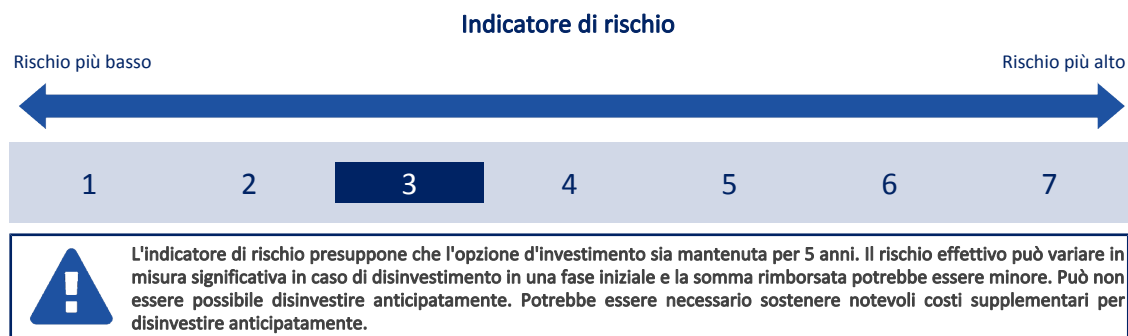 Indicatore di rischio
Rischio più basso
Rischio più alto
1 2 3 4 5 6 7
L'indicatore di rischio presuppone che l'opzione d'investimento sia mantenuta per 5 anni. Il rischio effettivo può variare in
misura significativa in caso di disinvestimento in una fase iniziale e la somma rimborsata potrebbe essere minore. Può non
essere possibile disinvestire anticipatamente. Potrebbe essere necessario sostenere notevoli costi supplementari per
disinvestire anticipatamente.